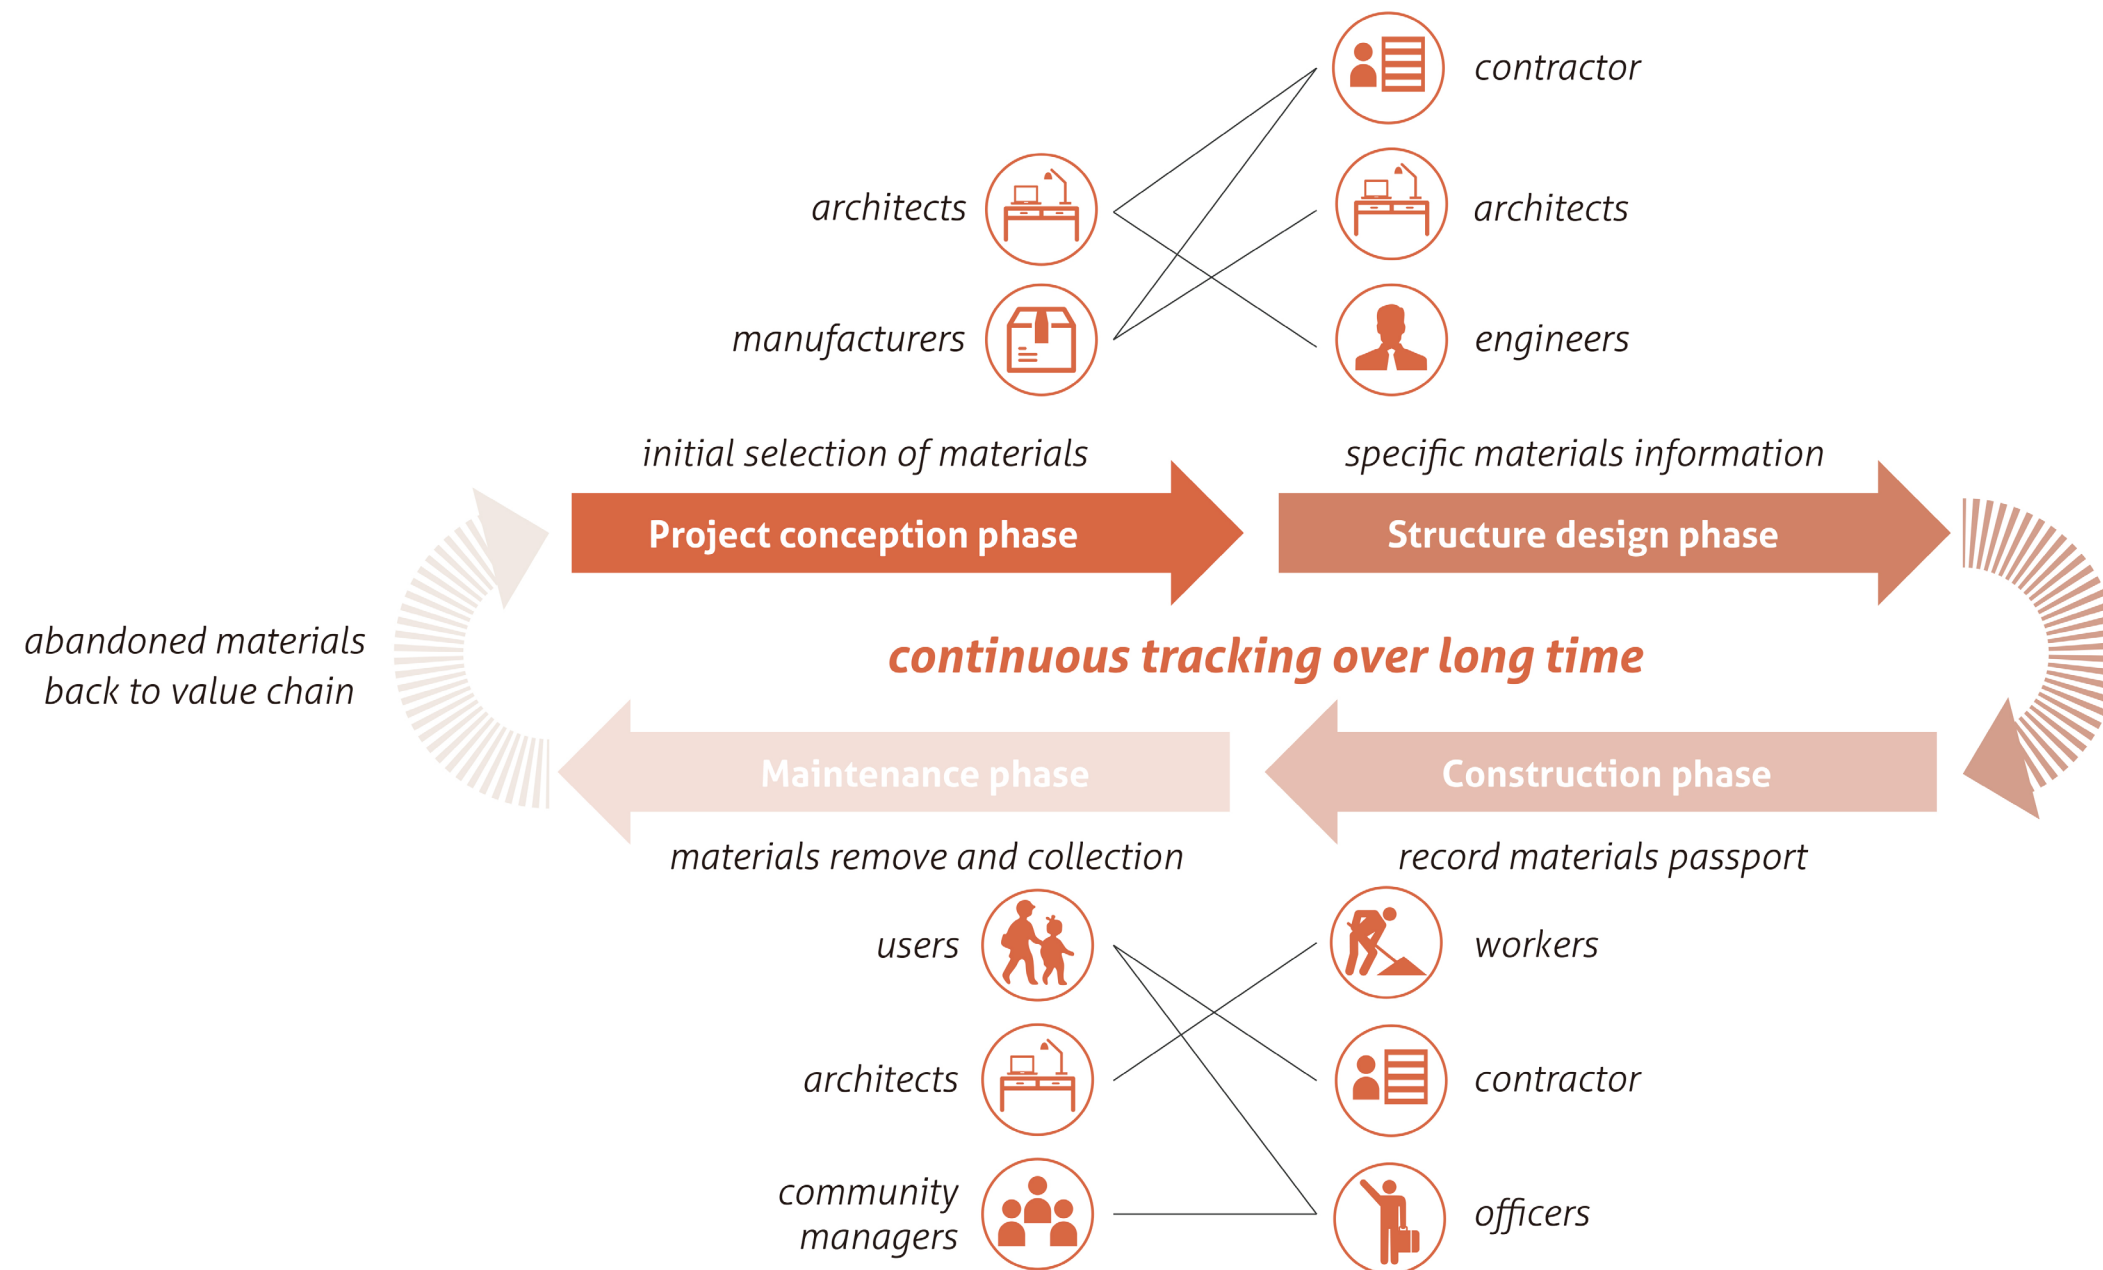 contractor
architects
architects
manufacturers
engineers
initial selection of materials
specific materials information
Project conception phase
Structure design phase
abandoned materials
back to value chain
continuous tracking over long time
Maintenance phase
Construction phase
materials remove and collection
record materials passport
users
workers
architects
contractor
community
managers
officers